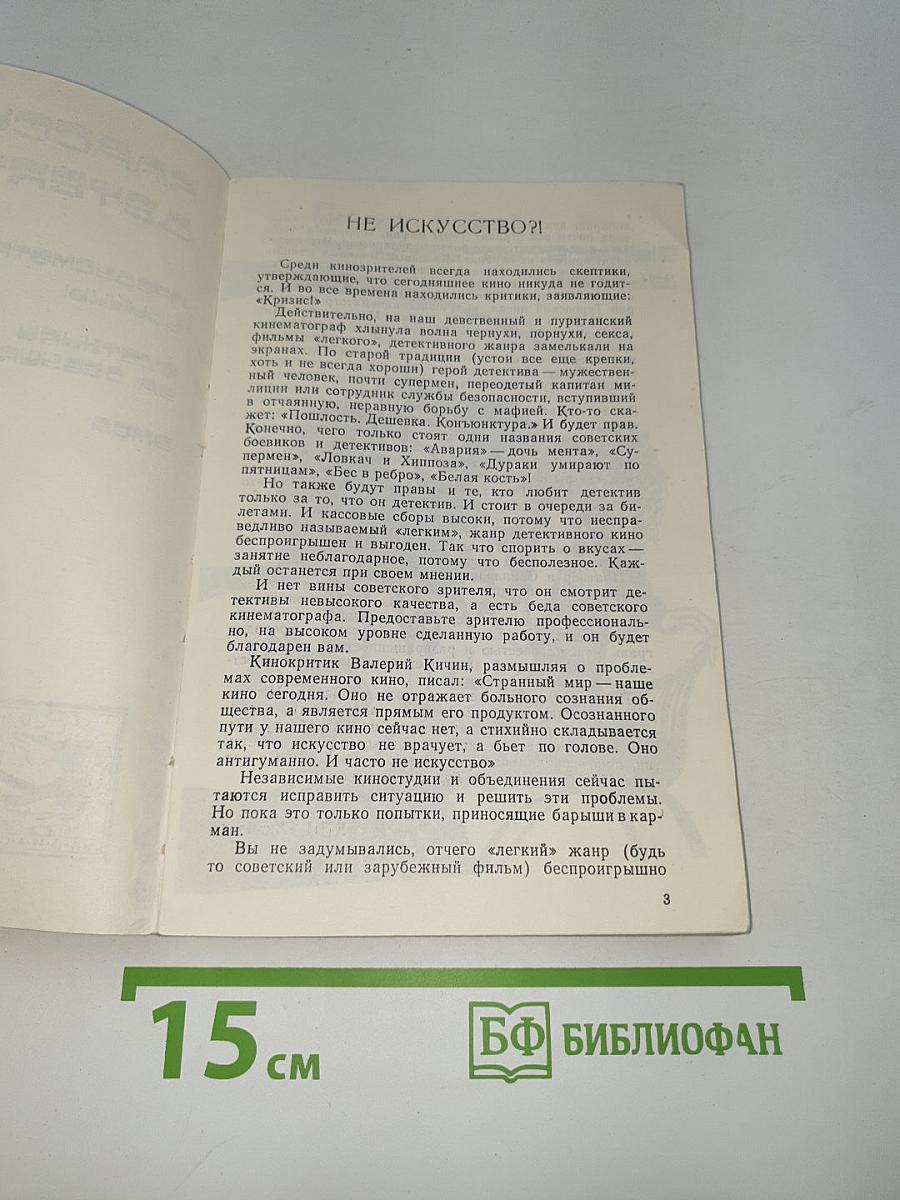 НЕ ИСКУССТВО?!
Среди кинозрителей всегда находились скептики,
утверждающие, что сегодняшнее кино никуда не годит-
ся. И во все времена находились критики, заявляющие:
«Кризис!»
Действительно, на наш девственный и пуританский
кинематограф хлынула волна чернухи, порнухи, секса,
фильмы «легкого», детективного жанра замелькали на
экранах. По старой традиции (устои все еще крепки,
хоть и не всегда хороши) герой детектива — мужествен-
ный человек, почти супермен, переодетый капитан ми-
лиции или сотрудник службы безопасности, вступивший
в отчаянную, неравную борьбу с мафией. Кто-то ска-
жет: «Пошлость. Дешевка. Конъюнктура.» И будет прав.
Конечно, чего только стоят одни названия советских
боевиков и детективов: «Авария» — дочь мента», «Су-
пермен», «Ловкач и Хиппоза», «Дураки умирают по
пятницам», «Бес в ребро», «Белая кость»!
Но также будут правы и те, кто любит детектив
только за то, что он детектив. И стоит в очереди за би-
летами. И кассовые сборы высоки, потому что неспра-
ведливо называемый «легким», жанр детективного кино
беспроигрышен и выгоден. Так что спорить о вкусах —
занятие неблагодарное, потому что бесполезное. Каж-
дый останется при своем мнении.
И нет вины советского зрителя, что он смотрит де-
тективы невысокого качества, а есть беда советского
кинематографа. Предоставьте зрителю профессиональ-
но, на высоком уровне сделанную работу, и он будет
благодарен вам.
Кинокритик Валерий Кичин, размышляя о пробле-
мах современного кино, писал: «Странный мир — наше
кино сегодня. Оно не отражает больного сознания об-
щества, а является прямым его продуктом. Осознанного
пути у нашего кино сейчас нет, а стихийно складывается
так, что искусство не врачует, а бьет по голове. Оно
антигуманно. И часто не искусство»
Независимые киностудии и объединения сейчас пы-
таются исправить ситуацию и решить эти проблемы.
Но пока это только попытки, приносящие барыши в кар-
ман.
Вы не задумывались, отчего «легкий» жанр (будь
то советский или зарубежный фильм) беспроигрышно
3
15 см
БФ БИБЛИОФАН